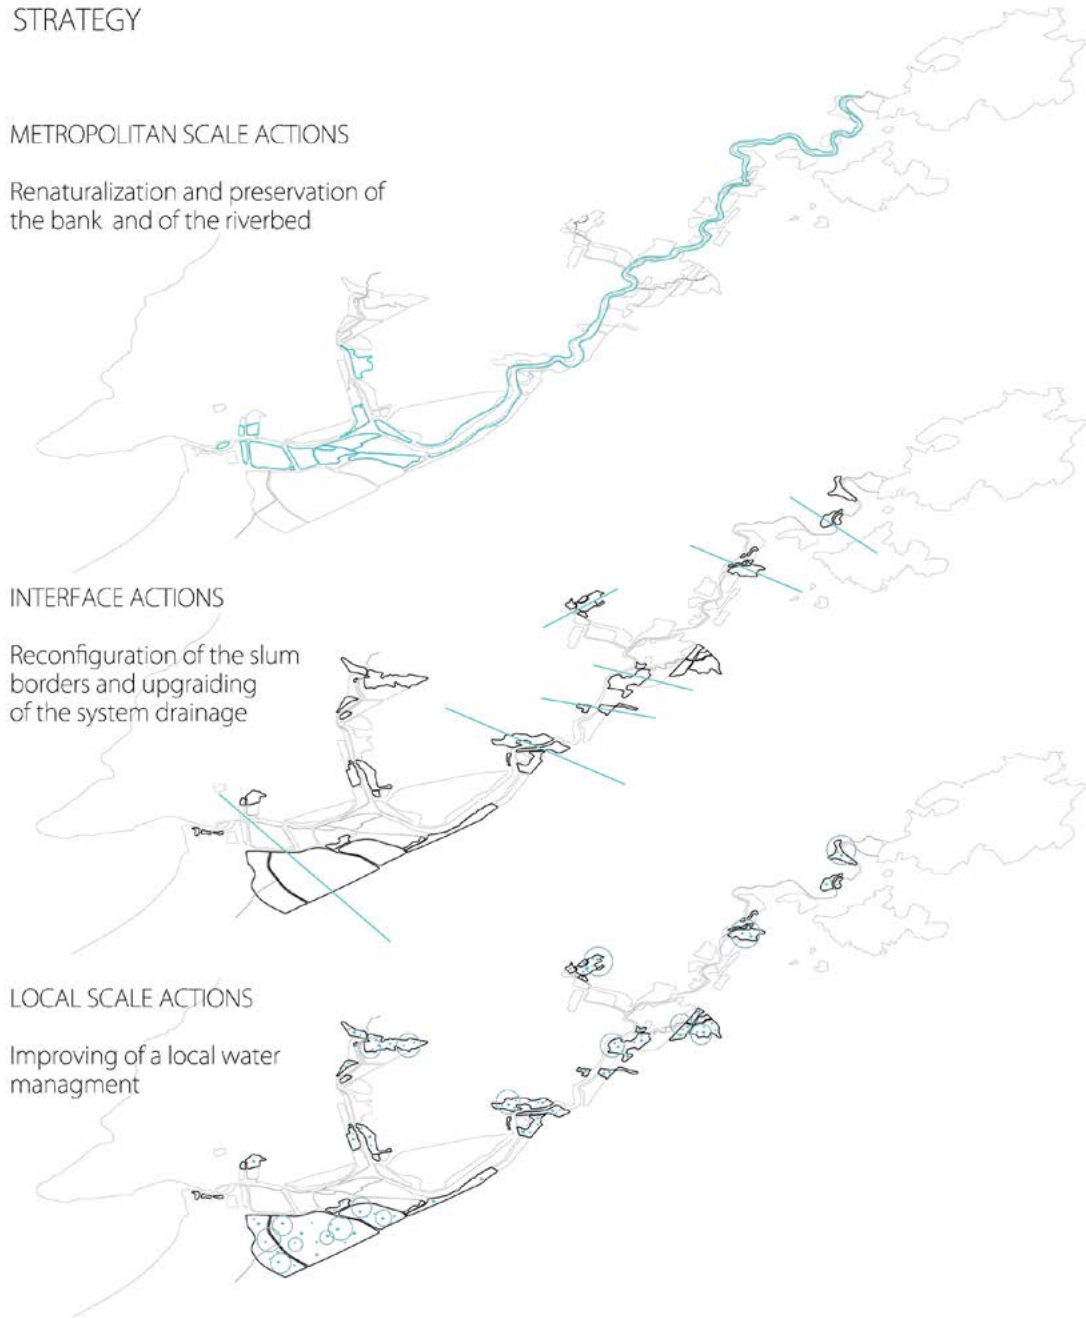 STRATEGY
METROPOLITAN SCALE ACTIONS
Renaturalization and preservation of
the bank and of the riverbed
INTERFACE ACTIONS
Reconfiguration of the slum
borders and upgraiding
of the system drainage
LOCAL SCALE ACTIONS
Improving of a local water
managment